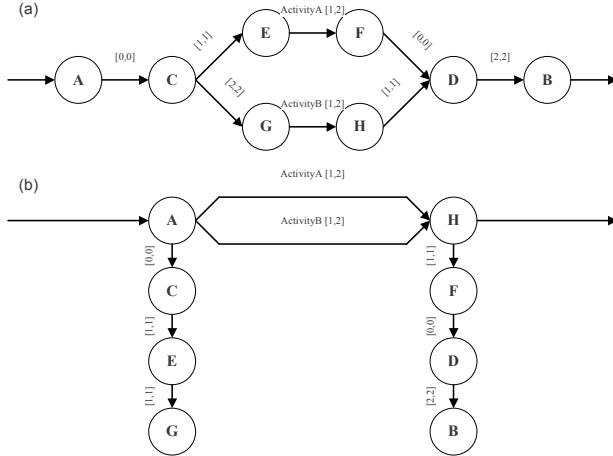 (a)
ActivityA [1,2]
E
F
[0,0]
[1,1]
[0,0]
[2,2]
A
C
D
B
[2,2]
ActivityB [1,2]
[1,1]
G
H
(b)
ActivityA [1,2]
A
ActivityB [1,2]
H
[0,0]
[1,1]
C
F
[1,1]
[0,0]
E
D
[1,1]
[2,2]
G
B